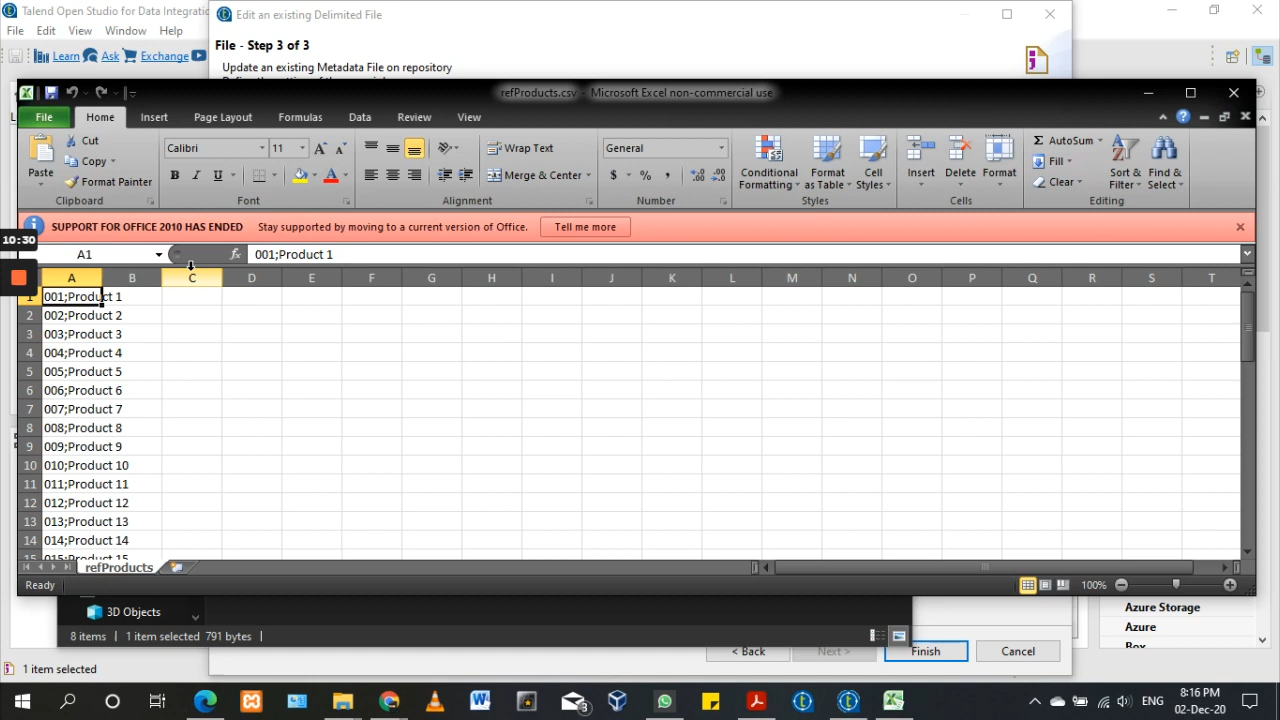 Talend Open Studio for Data Integratio
Edit an existing Delimited File
File Edit View Window Help
Learn Ask Exchange
File - Step 3 of 3
Update an existing Metadata File on repository
refProducts.csv - Microsoft Excel non-commercial use
File Home Insert Page Layout Formulas Data Review View
Paste
Cut
Copy
Format Painter
Clipboard
Calibri 11
B I U
Font
Wrap Text
Merge & Center
Alignment
General
$ % ,
Number
Conditional Formatting
Format as Table
Cell Styles
Styles
Insert Delete Format
Cells
AutoSum
Fill
Clear
Sort & Filter
Find & Select
Editing
SUPPORT FOR OFFICE 2010 HAS ENDED Stay supported by moving to a current version of Office. Tell me more
10:30
A1 fx 001;Product 1
A B C D E F G H I J K L M N O P Q R S T
1 001;Product 1
2 002;Product 2
3 003;Product 3
4 004;Product 4
5 005;Product 5
6 006;Product 6
7 007;Product 7
8 008;Product 8
9 009;Product 9
10 010;Product 10
11 011;Product 11
12 012;Product 12
13 013;Product 13
14 014;Product 14
15 015;Product 15
refProducts
Ready 100%
3D Objects
Azure Storage
Azure
Box
8 items 1 item selected 791 bytes
< Back Next > Finish Cancel
1 item selected
3
ENG
8:16 PM
02-Dec-20